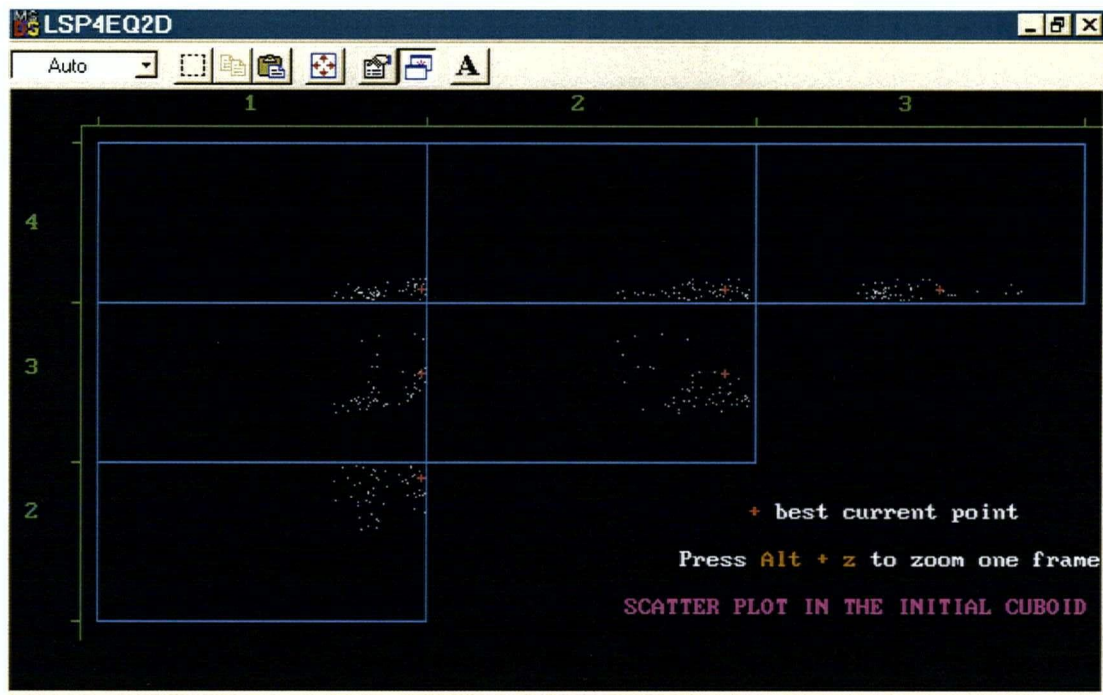 LSP4EQ2D
Auto A
1 2 3
4
3
2
+ best current point
Press Alt + z to zoom one frame
SCATTER PLOT IN THE INITIAL CUBOID